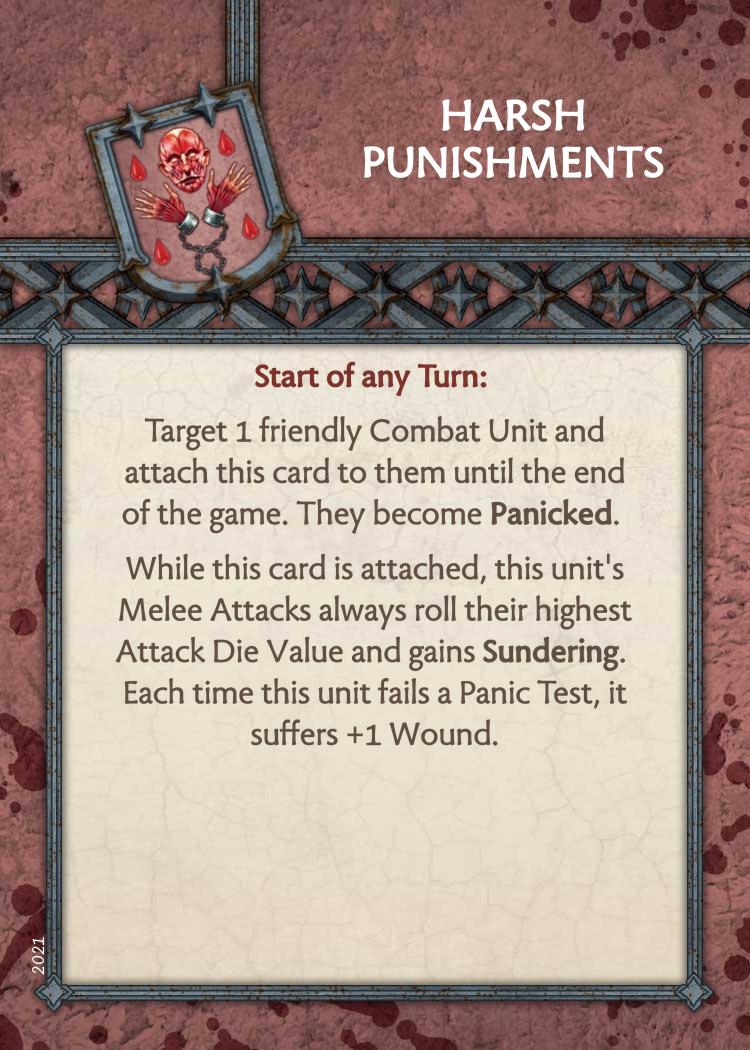 HARSH
PUNISHMENTS
Start of any Turn:
Target 1 friendly Combat Unit and
attach this card to them until the end
of the game. They become Panicked.
While this card is attached, this unit's
Melee Attacks always roll their highest
Attack Die Value and gains Sundering.
Each time this unit fails a Panic Test, it
suffers +1 Wound.
2021